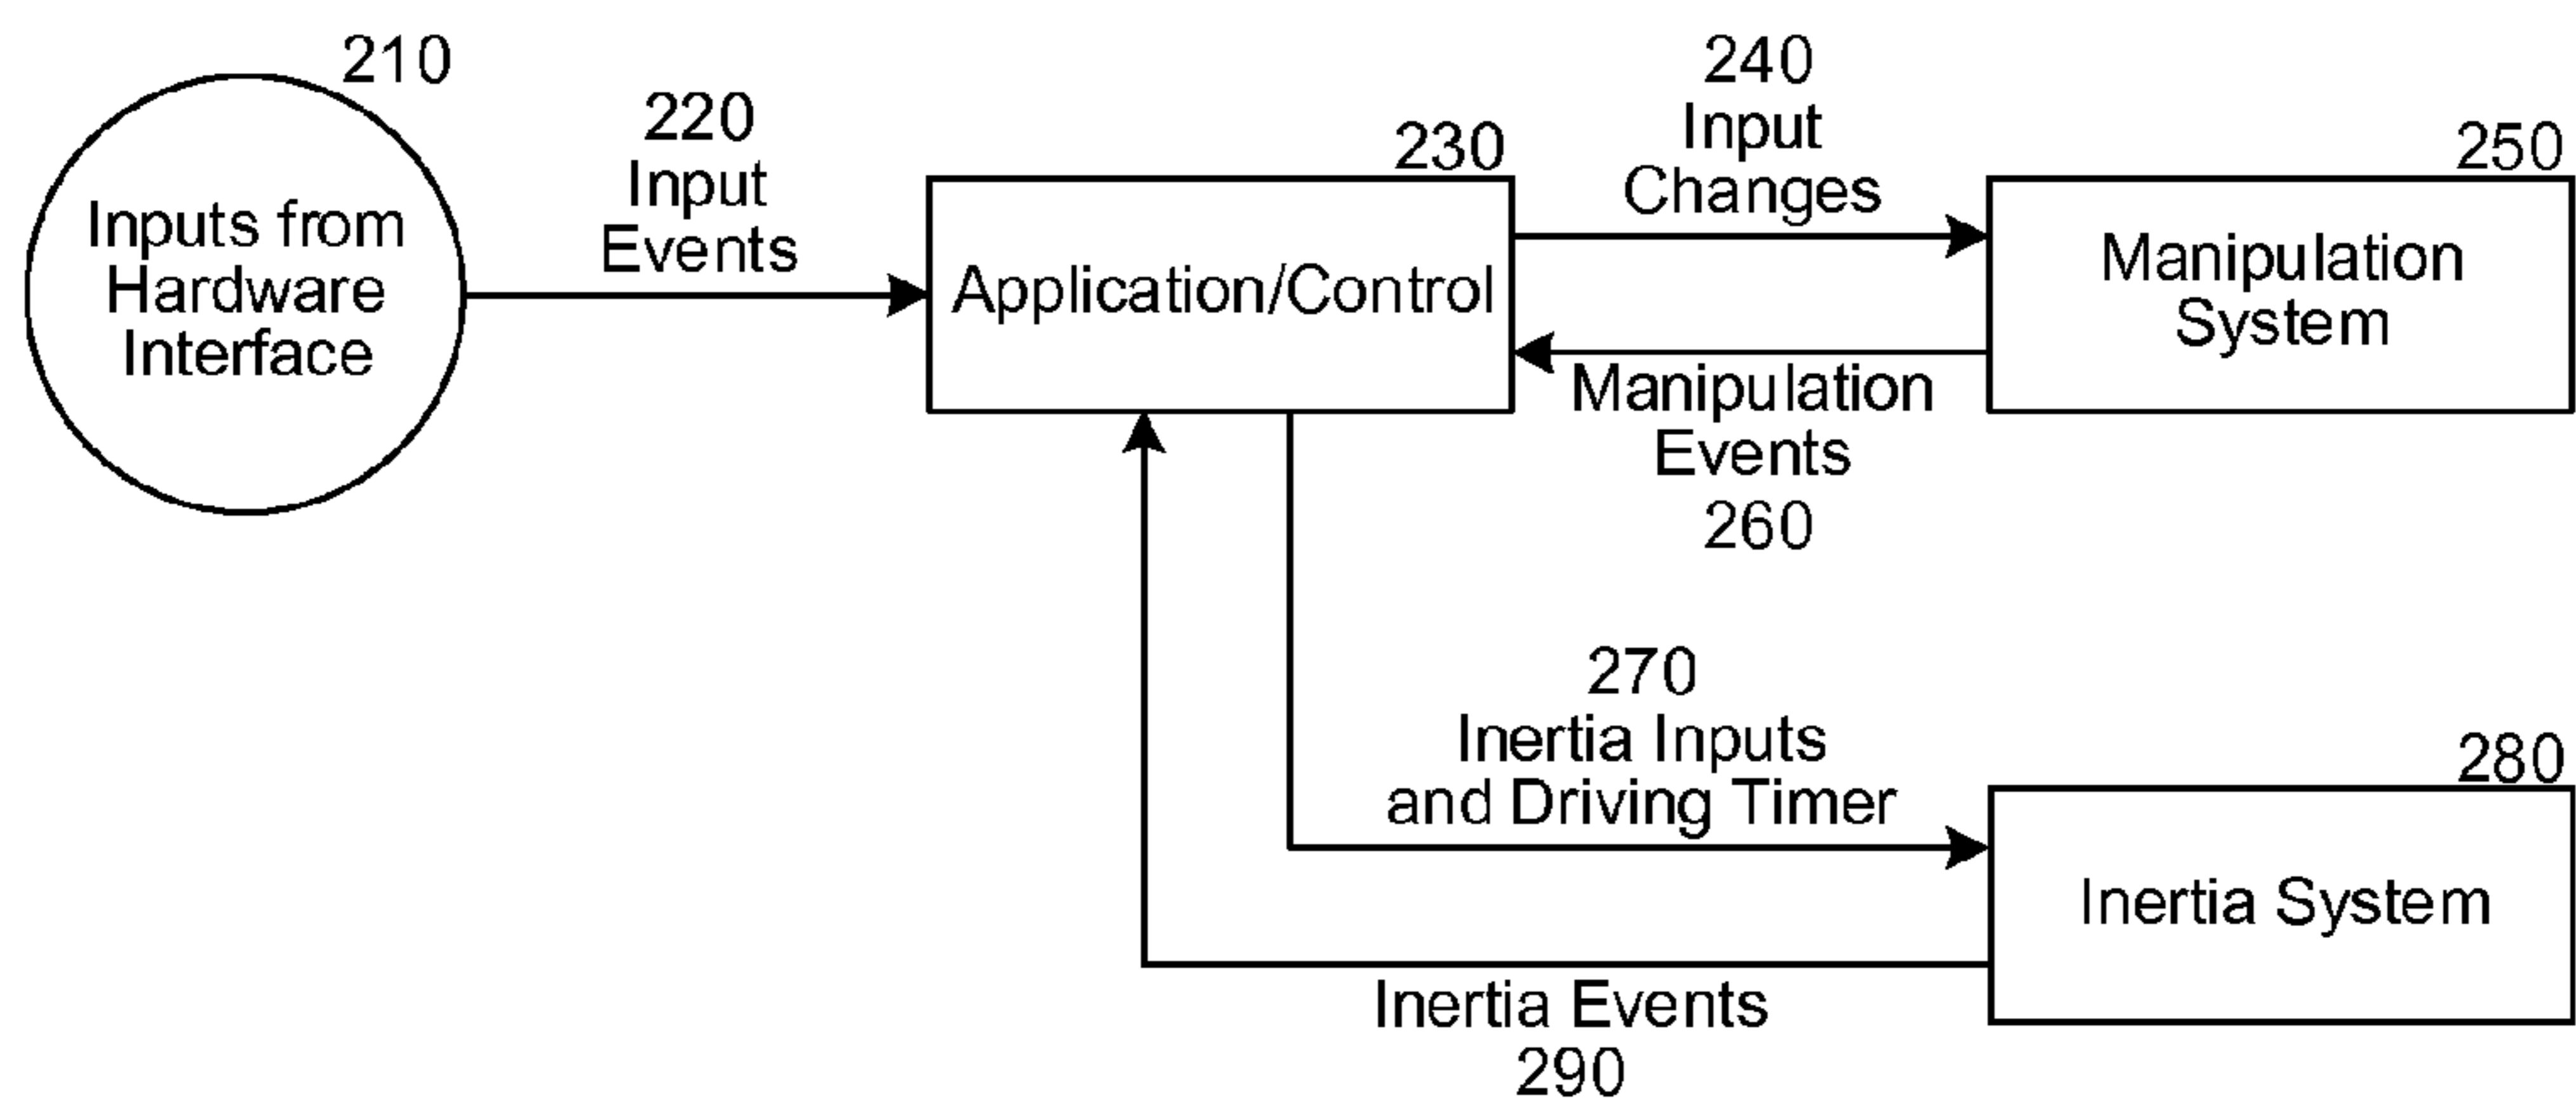 210
Inputs from
Hardware
Interface
220
Input
Events
230
Application/Control
240
Input
Changes
250
Manipulation
System
Manipulation
Events
260
270
Inertia Inputs
and Driving Timer
280
Inertia System
Inertia Events
290